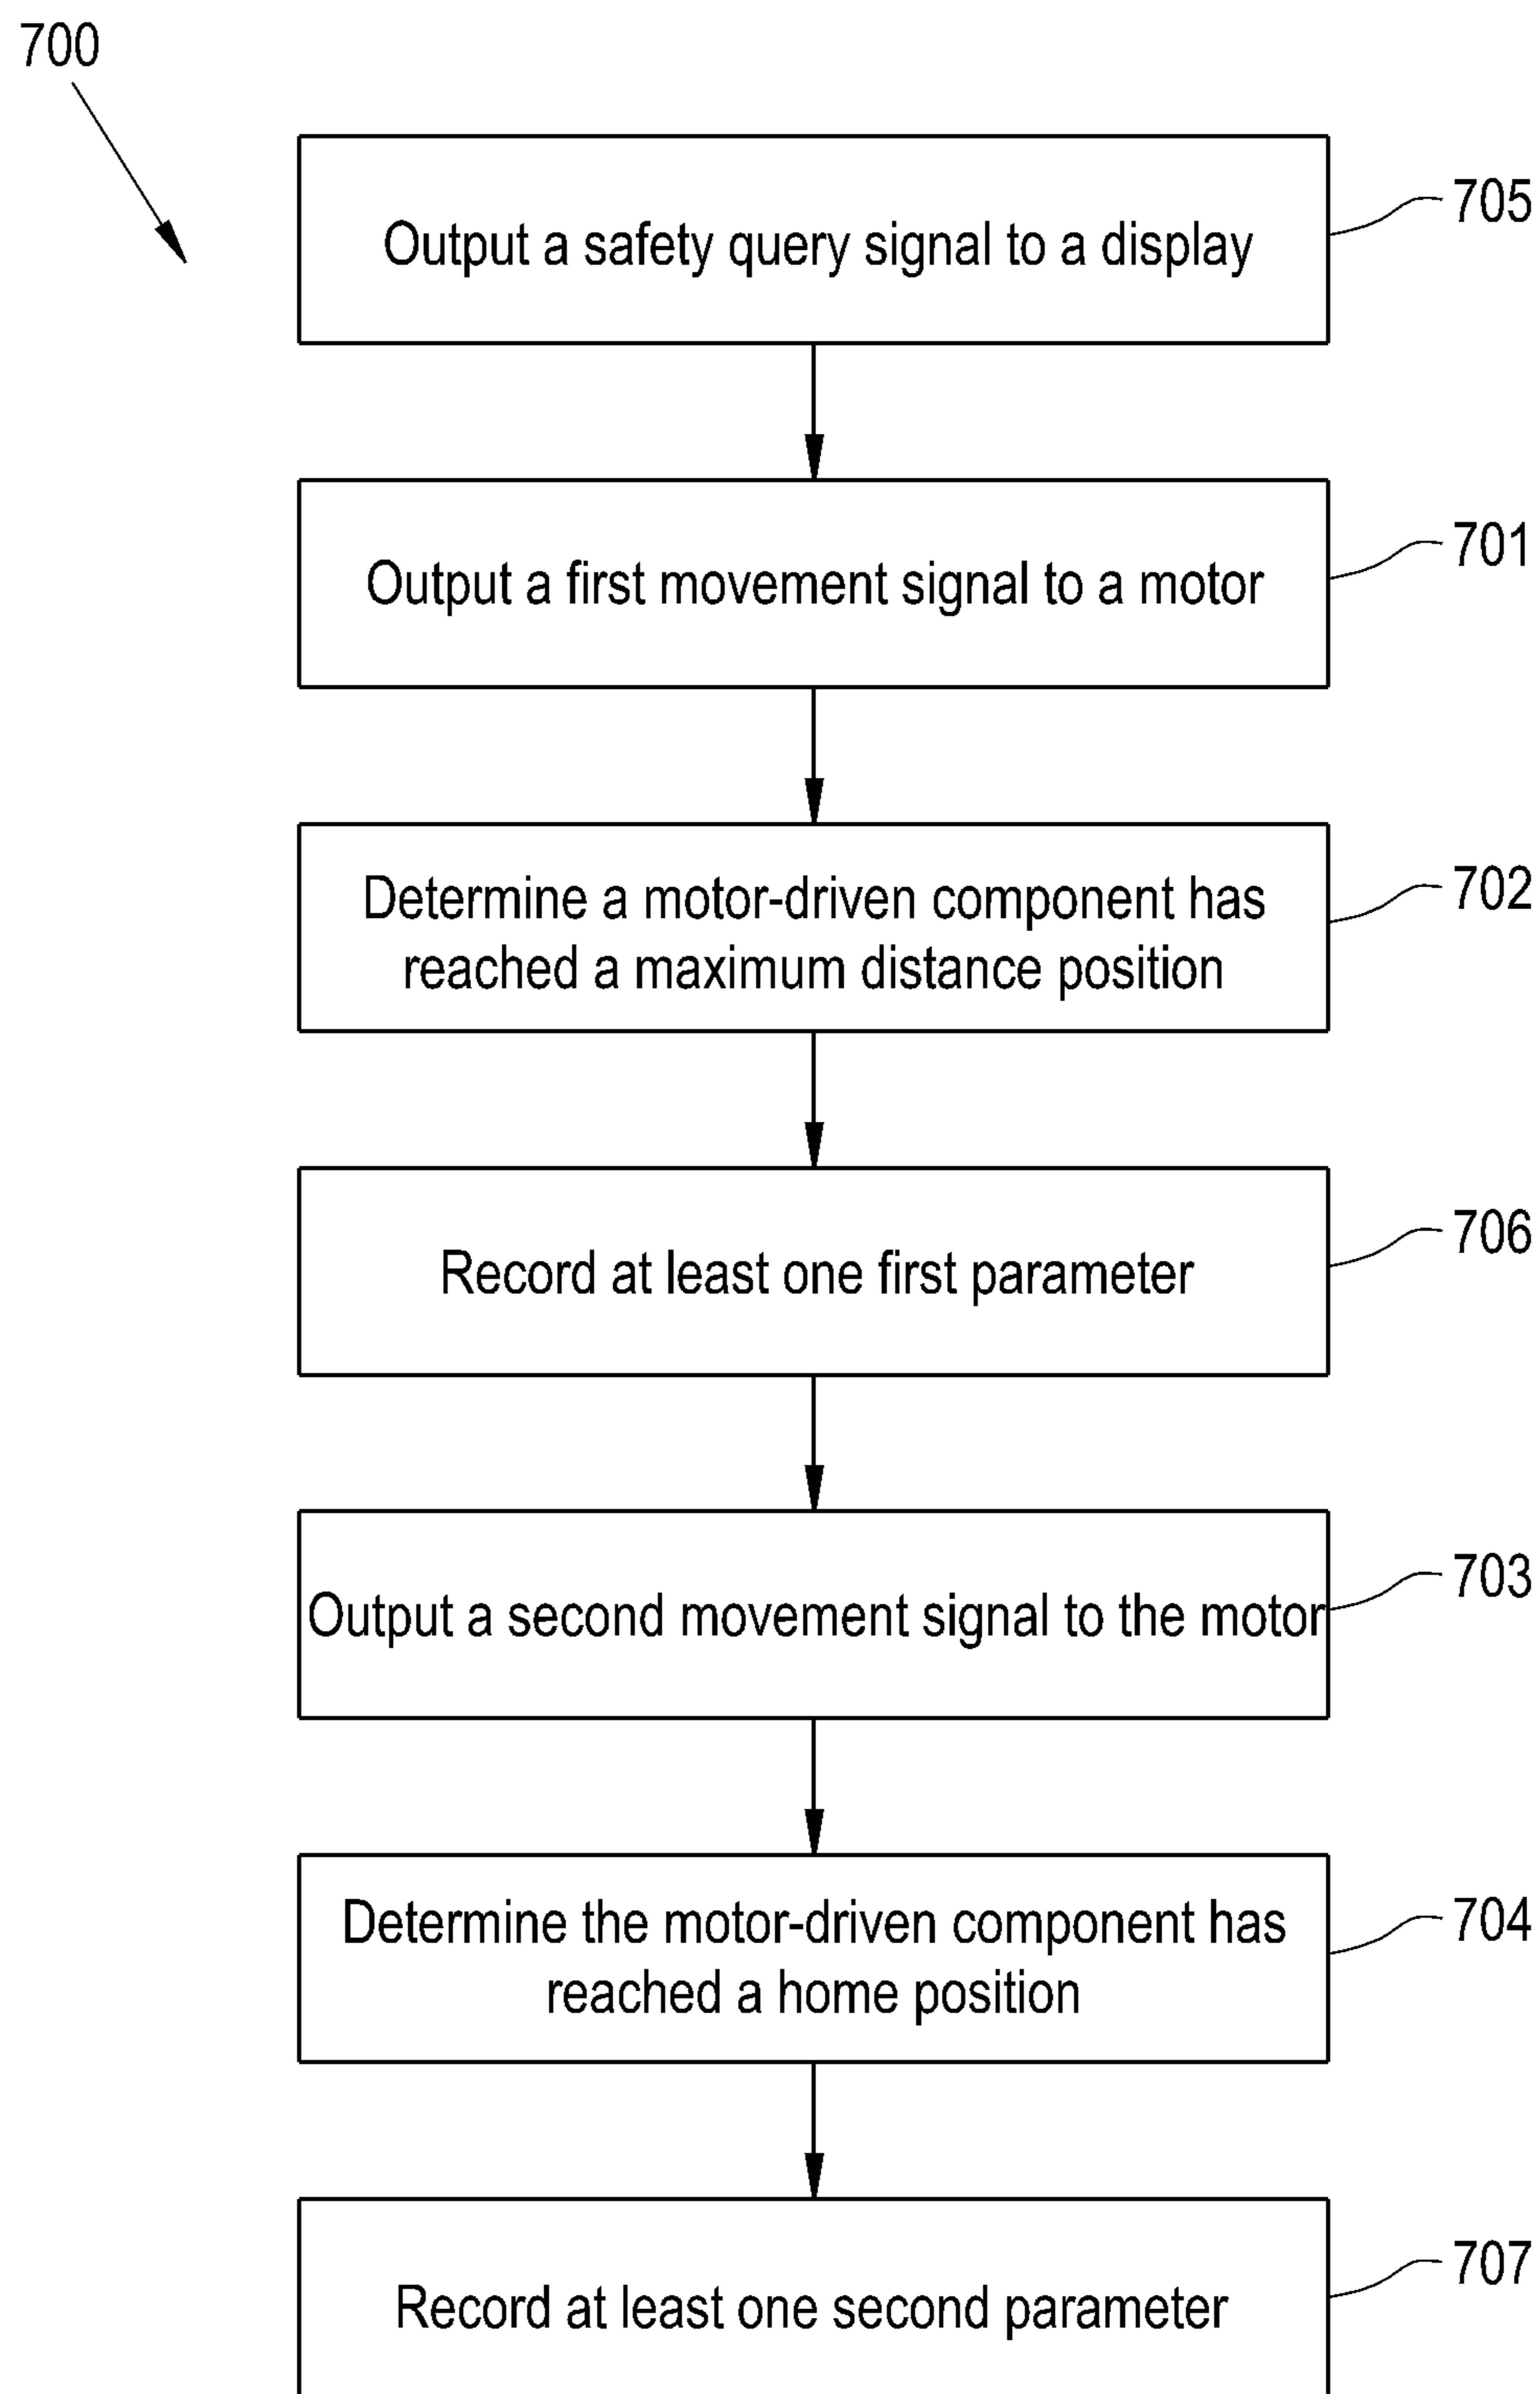 700
Output a safety query signal to a display
705
Output a first movement signal to a motor
701
Determine a motor-driven component has
reached a maximum distance position
702
Record at least one first parameter
706
Output a second movement signal to the motor
703
Determine the motor-driven component has
reached a home position
704
Record at least one second parameter
707